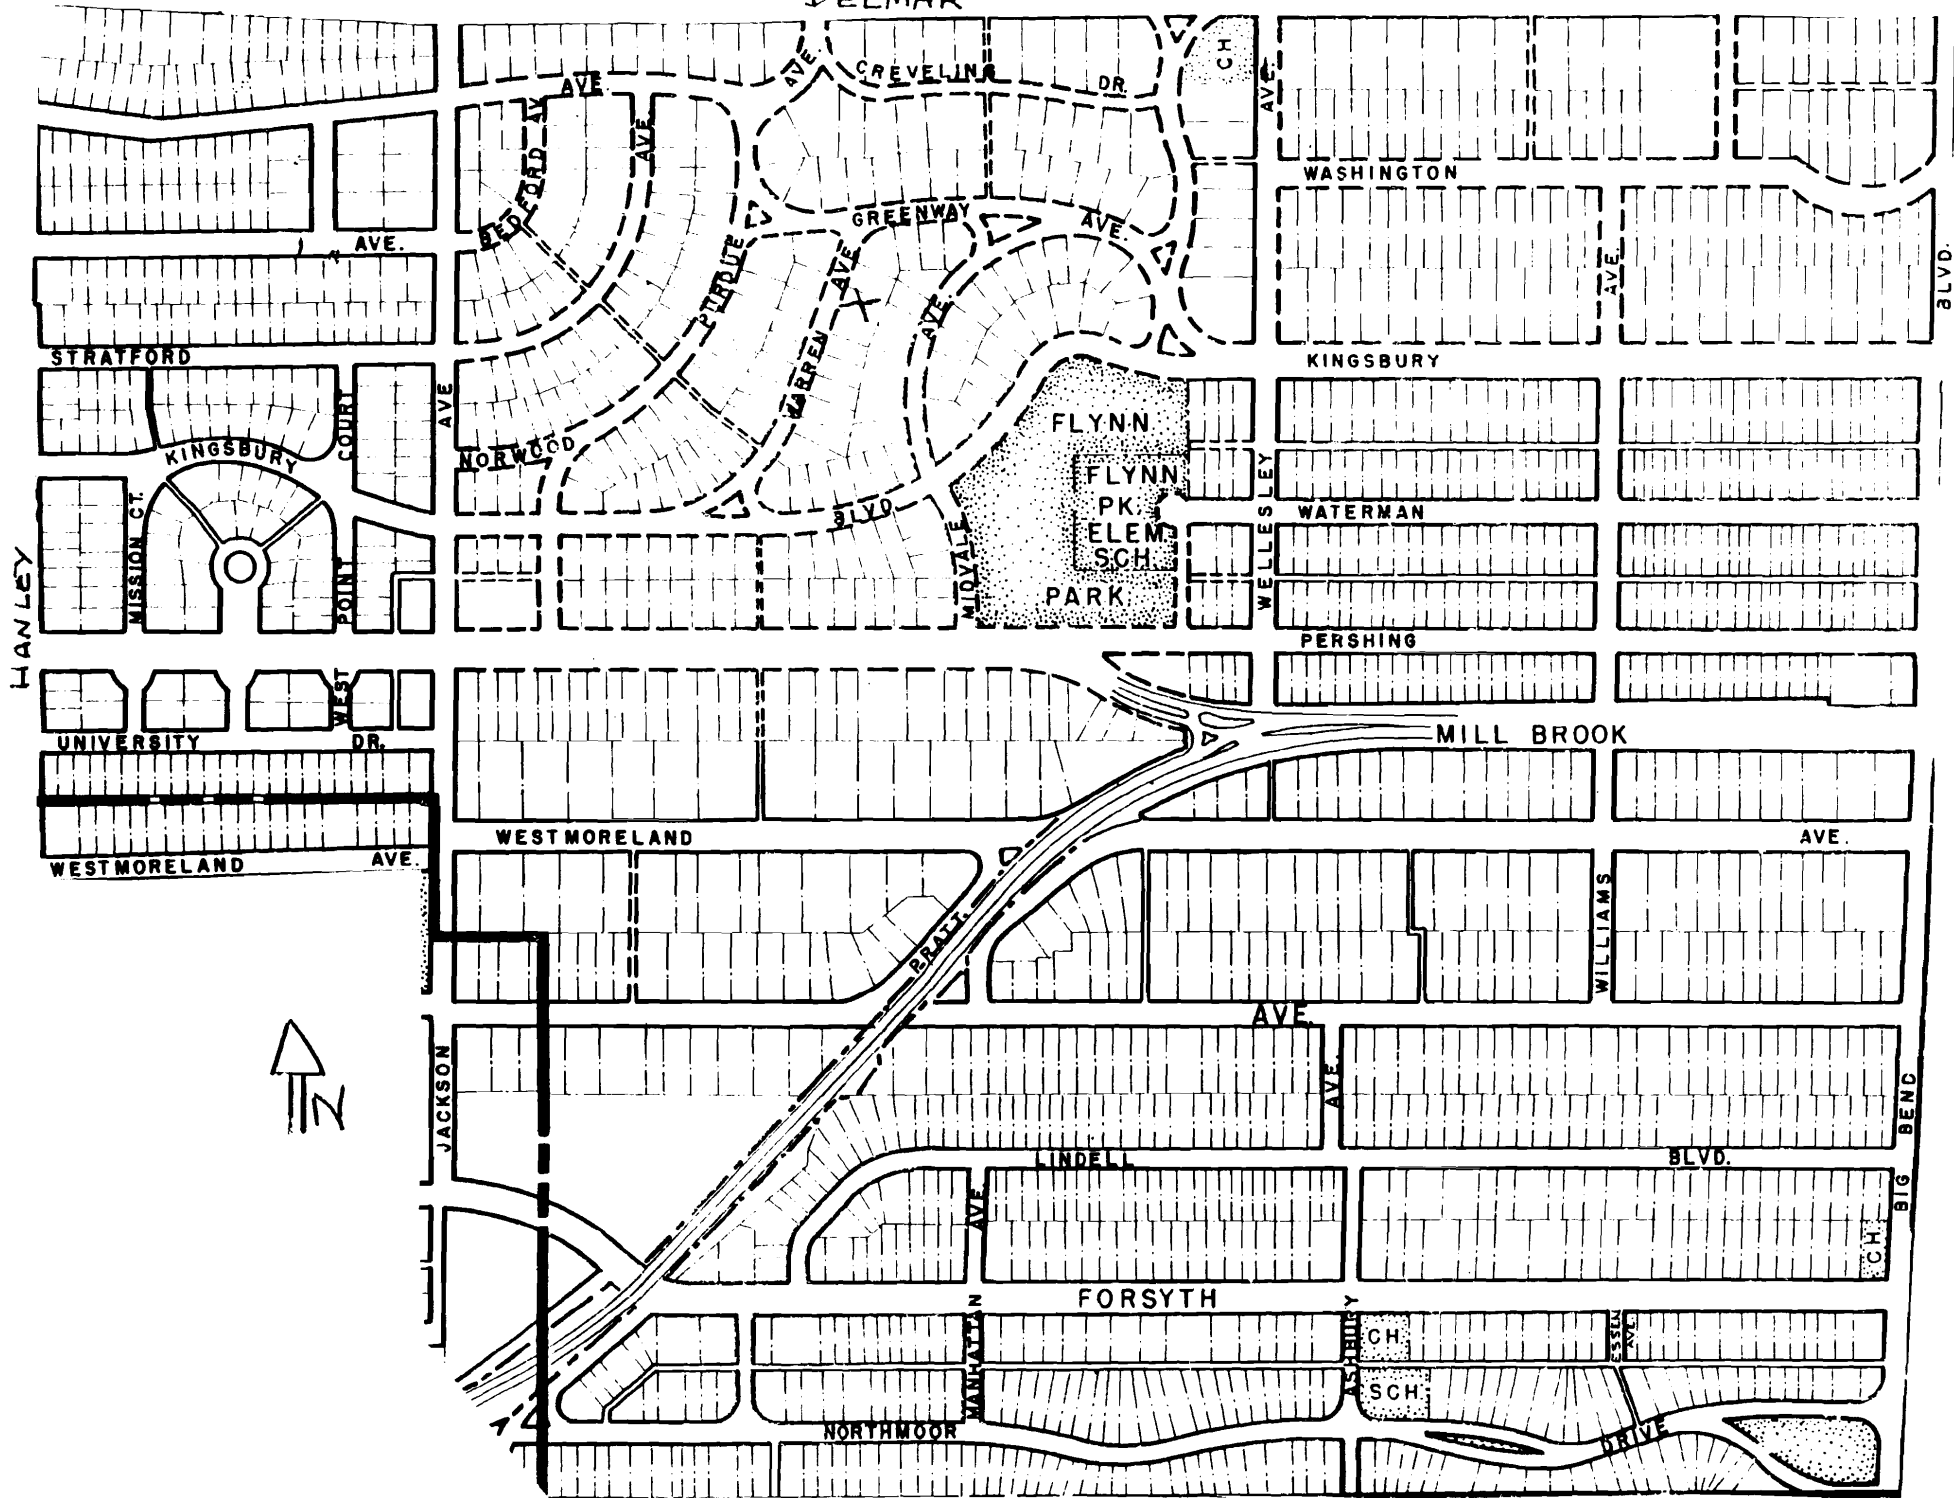 DELMAR
AVE.
CREVELING
DR.
CH
AVE.
AVE.
BEDFORD AV.
AVE.
WASHINGTON
GREENWAY
AVE.
AVE.
PURDUE
AVE
WARREN
AVE.
AVE.
BLVD.
STRATFORD
KINGSBURY
COURT
AVE
FLYNN
NORWOOD
KINGSBURY
FLYNN
PK.
ELEM.
SCH.
PARK
WATERMAN
WELLESLEY
BLVD.
MIDVALE
MISSION CT.
POINT
HANLEY
PERSHING
WEST
UNIVERSITY
DR.
MILL BROOK
WESTMORELAND
AVE.
WESTMORELAND
AVE.
WILLIAMS
PRATT
AVE.
N
JACKSON
AVE.
BEND
LINDELL
BLVD.
BIG
AVE.
CH
FORSYTH
MANHATTAN
ASHBURY
CH
ESSEN
AVE.
SCH.
NORTHMOOR
DRIVE